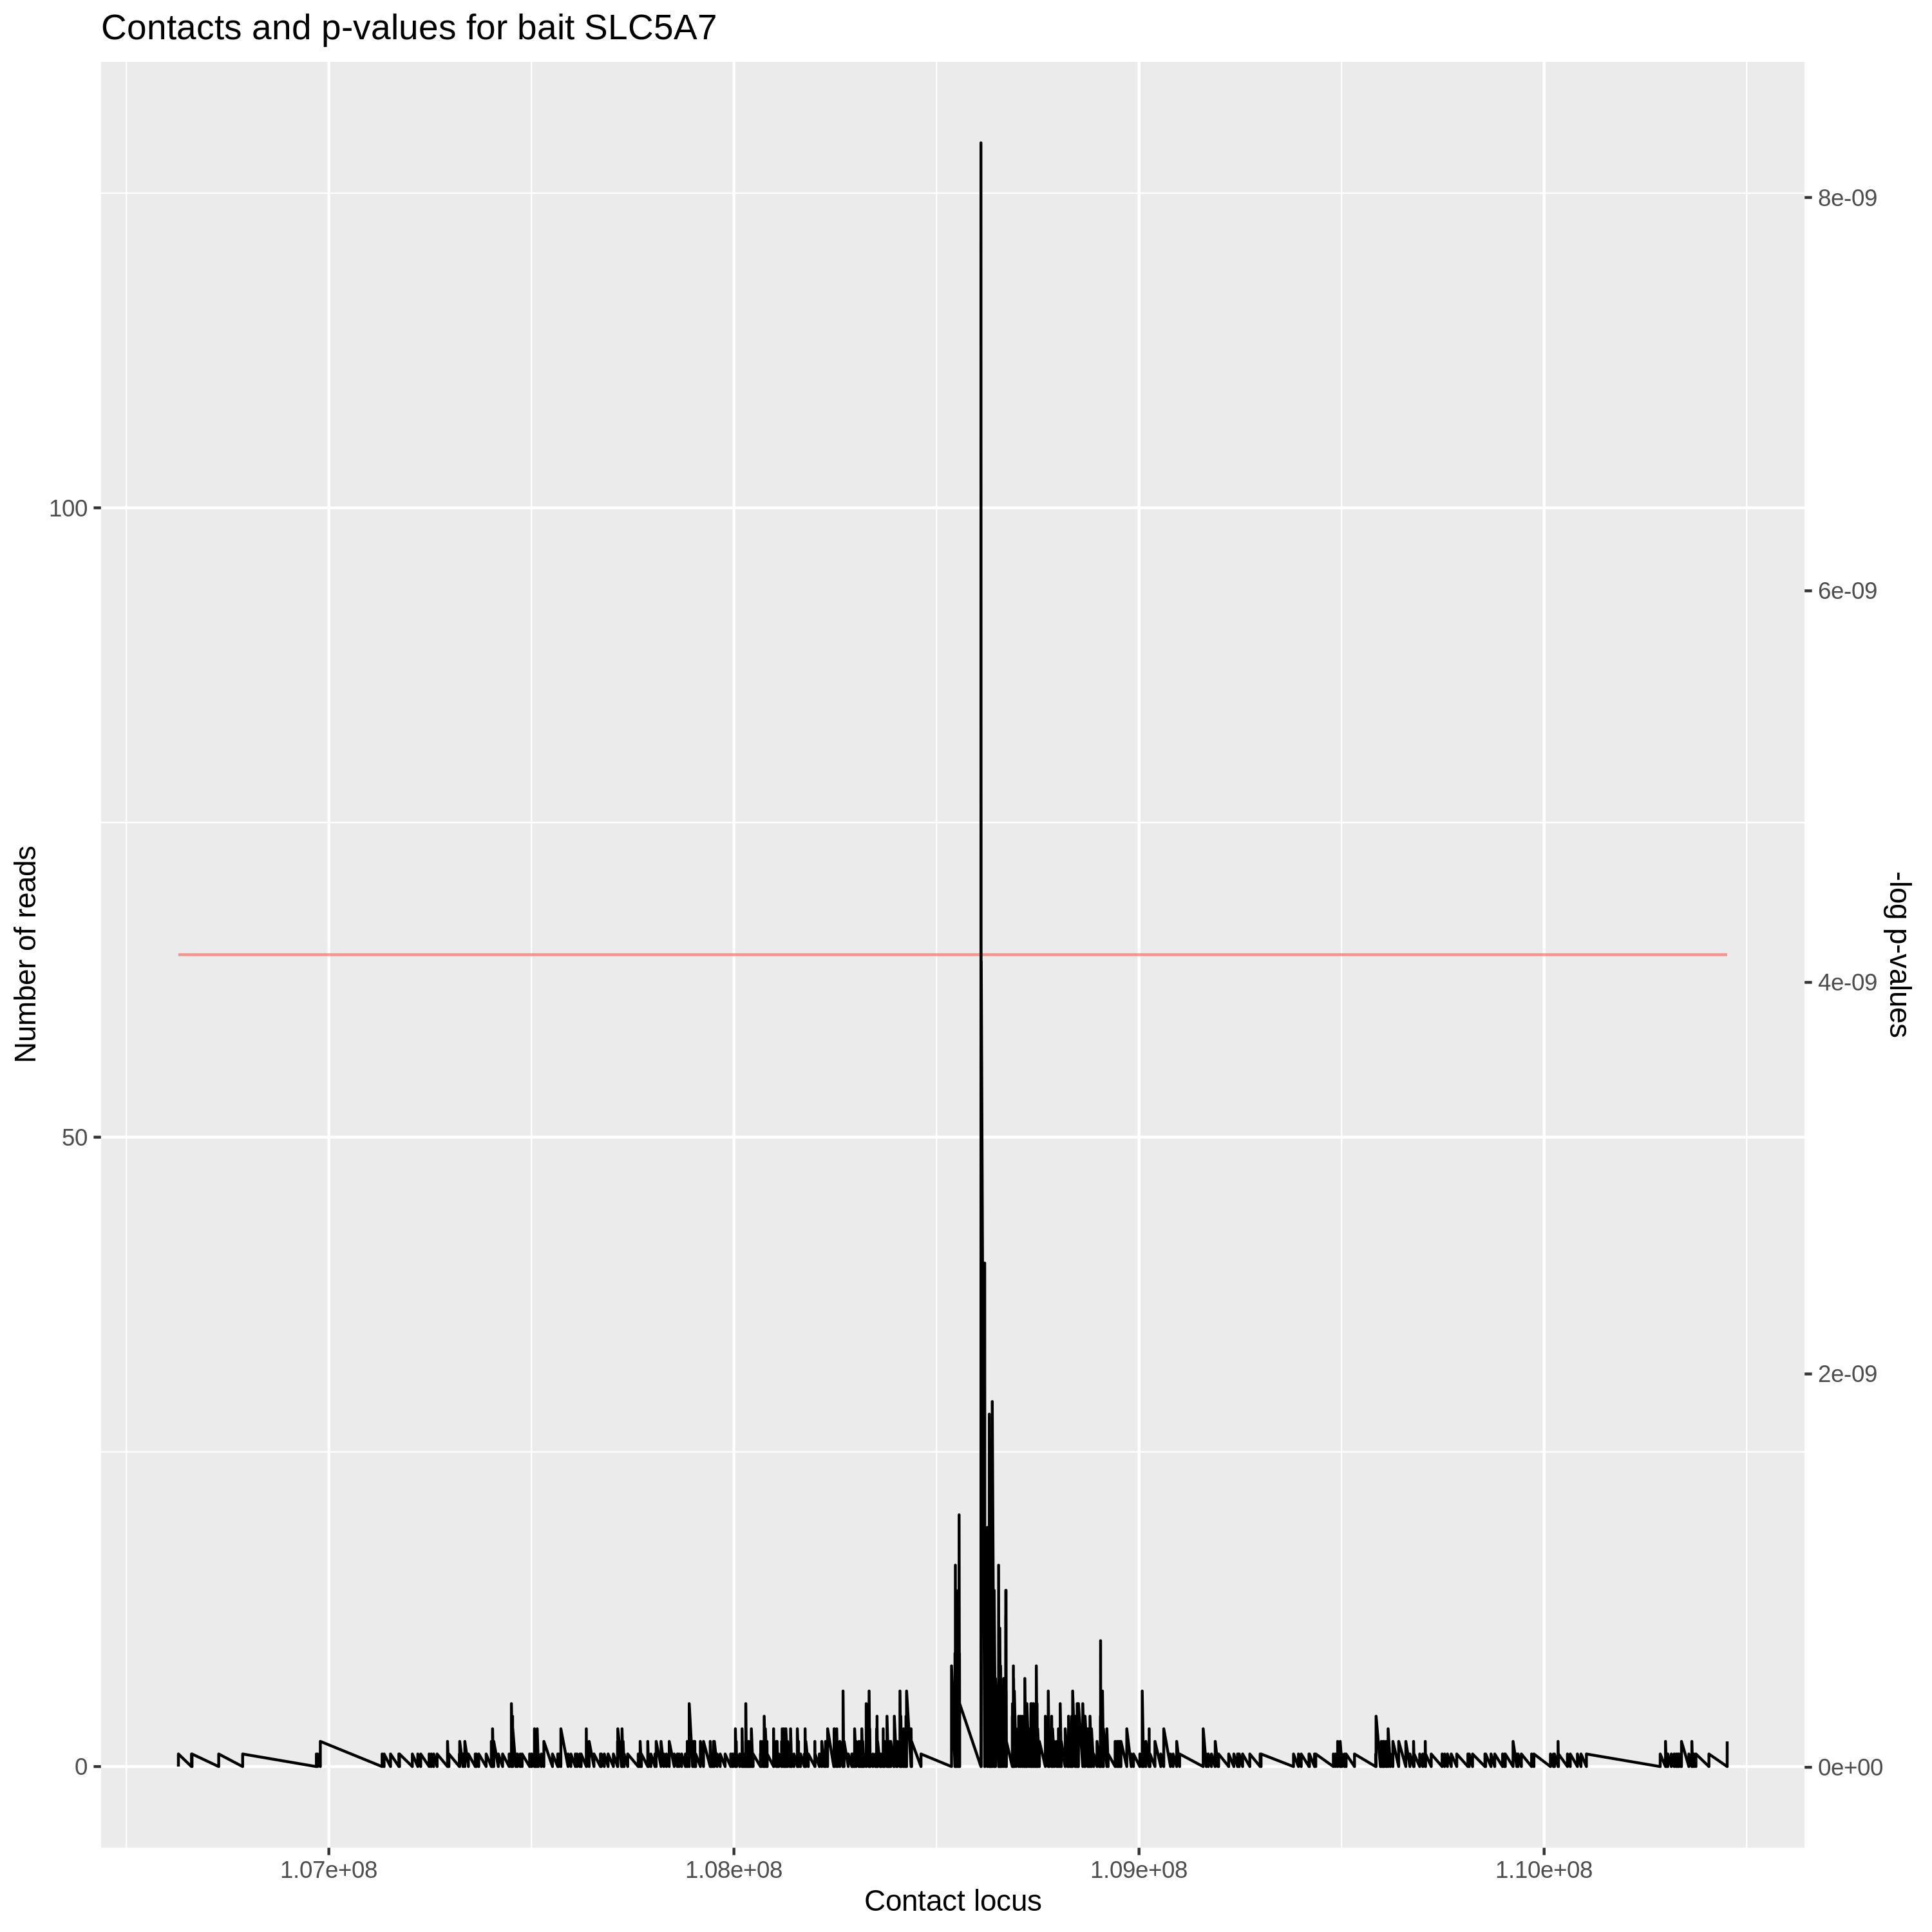 Contacts and p-values for bait SLC5A7
100
50
0
Number of reads
8e-09
6e-09
4e-09
2e-09
0e+00
-log p-values
1.07e+08 1.08e+08 1.09e+08 1.10e+08
Contact locus